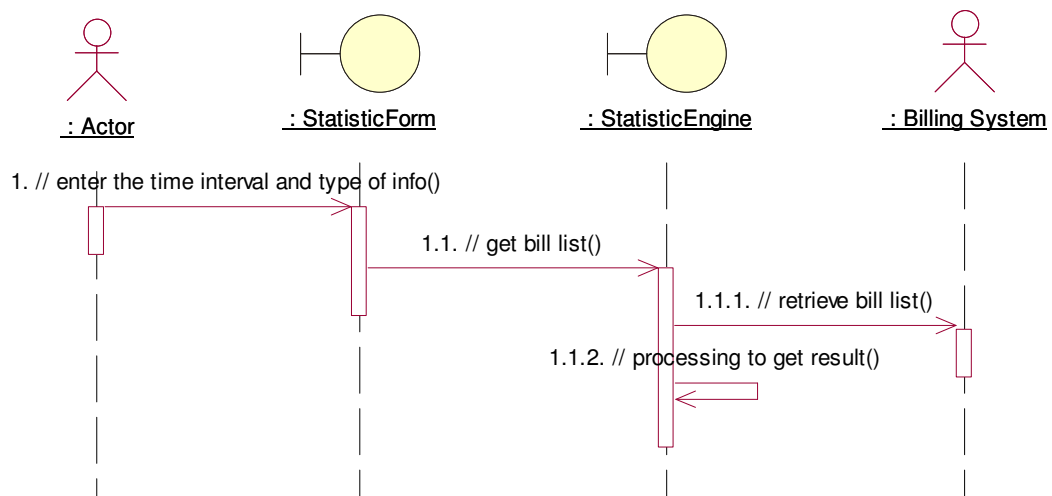 : Actor
: StatisticForm
: StatisticEngine
: Billing System
1. // enter the time interval and type of info()
1.1. // get bill list()
1.1.1. // retrieve bill list()
1.1.2. // processing to get result()